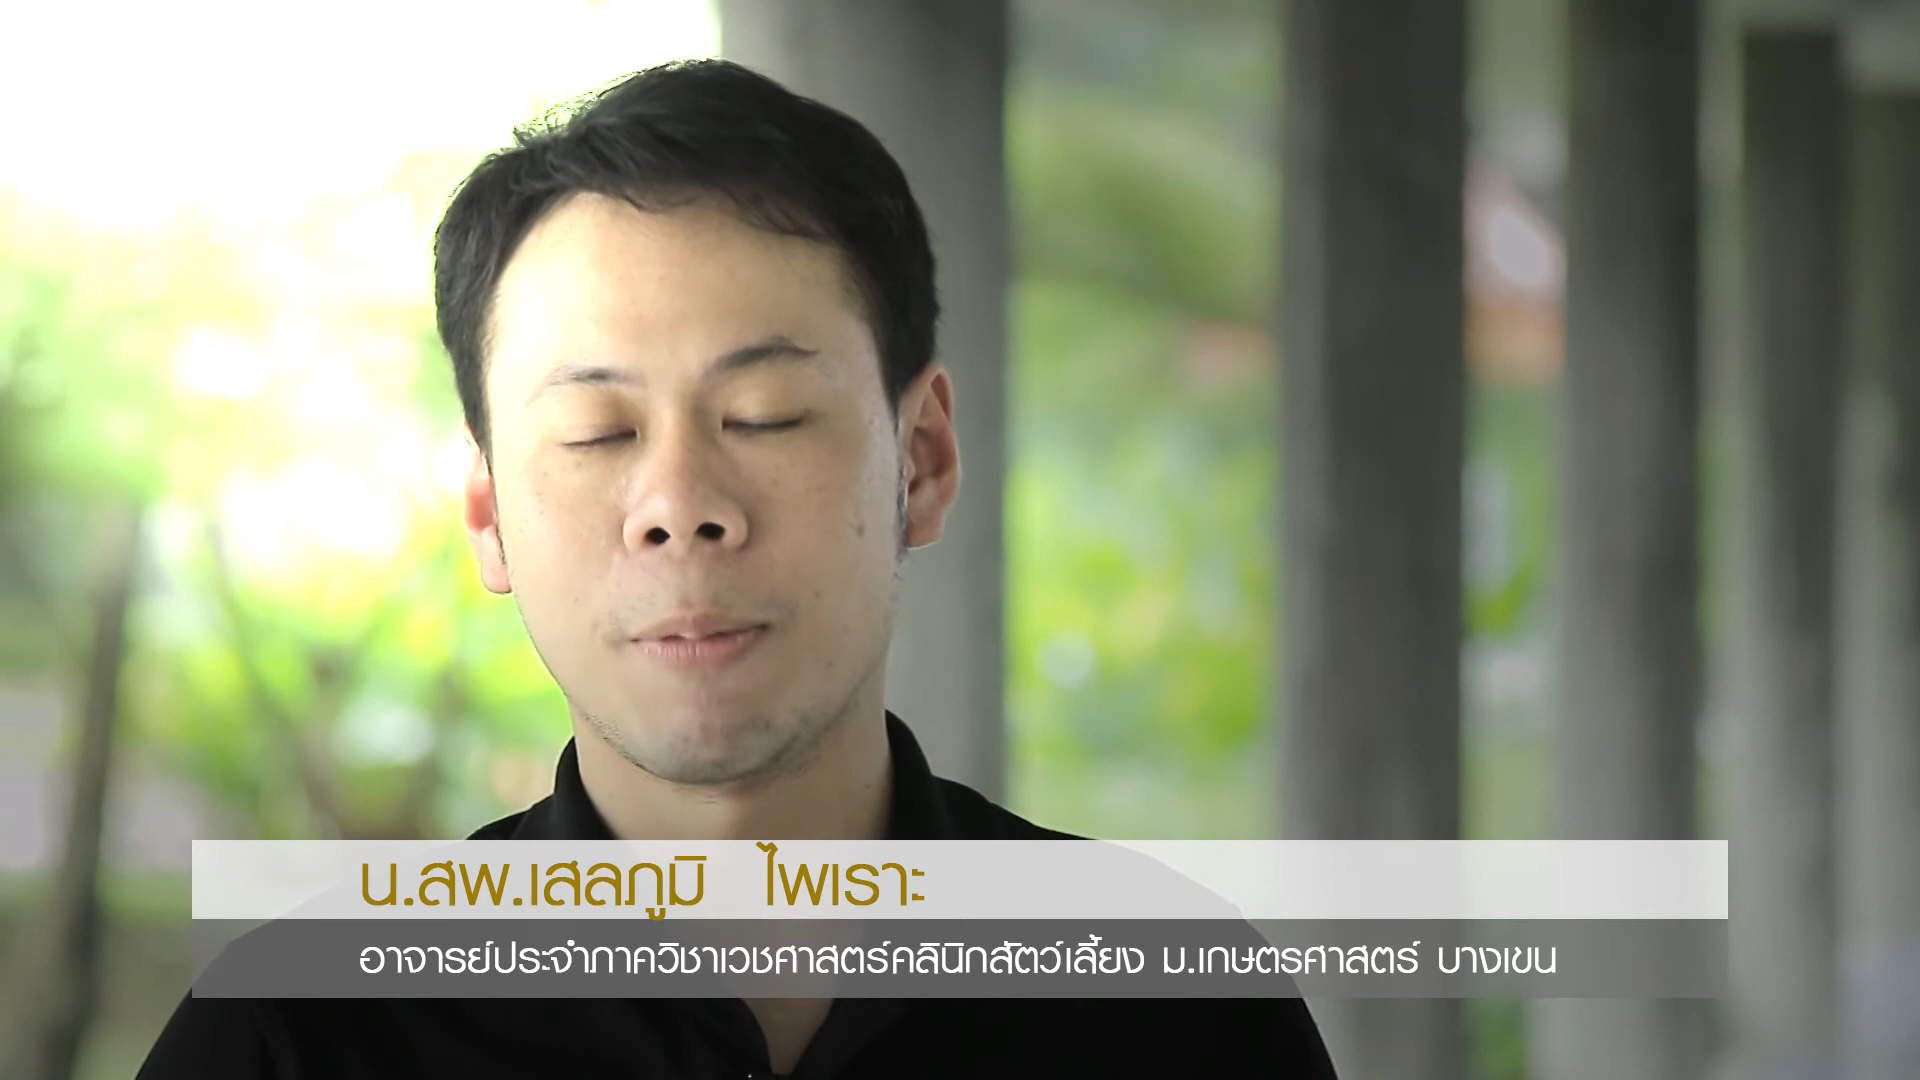 น.สพ.เสลภูมิ ไพเราะ
อาจารย์ประจำภาควิชาเวชศาสตร์คลินิกสัตว์เลี้ยง ม.เกษตรศาสตร์ บางเขน